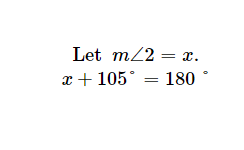 Let m∠2 = x.
x + 105° = 180 °